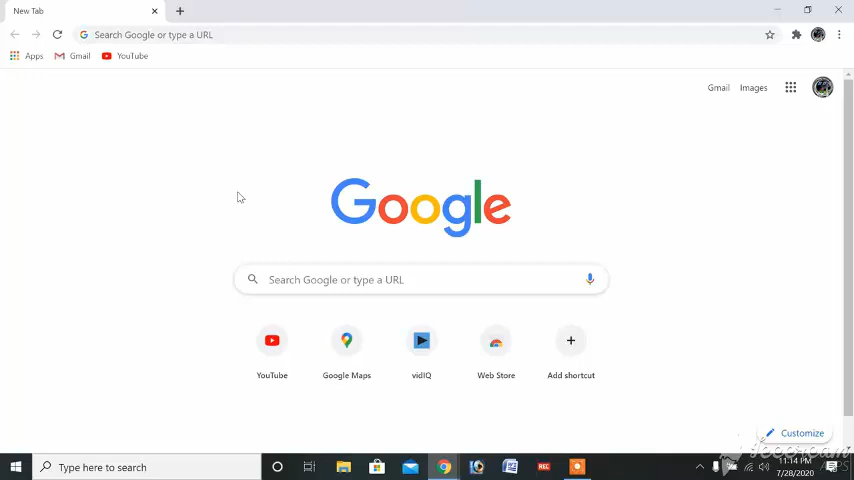 New Tab
Search Google or type a URL
Apps
Gmail
YouTube
Gmail
Images
Google
Search Google or type a URL
YouTube
Google Maps
vidIQ
Web Store
Add shortcut
Customize
Icecream
APPS
Type here to search
REC
11:14 PM
7/28/2020